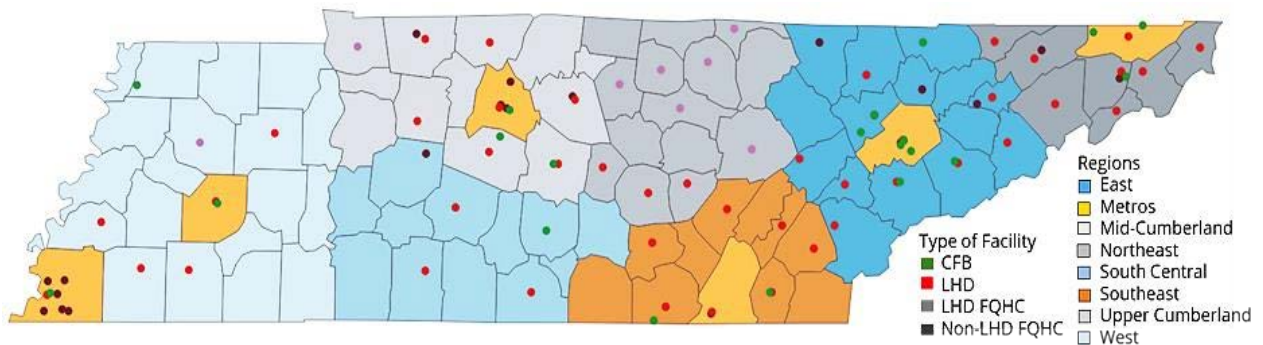 Regions
East
Metros
Mid-Cumberland
Northeast
South Central
Southeast
Upper Cumberland
West
Type of Facility
CFB
LHD
LHD FQHC
Non-LHD FQHC